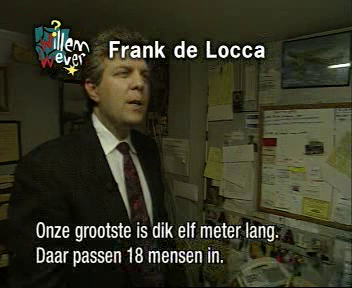 Willem
Wever
Frank de Locca
Onze grootste is dik elf meter lang.
Daar passen 18 mensen in.